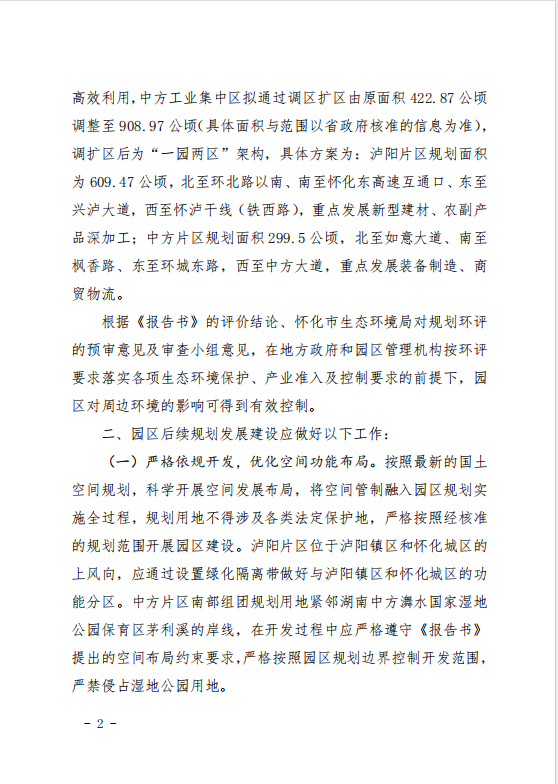 高效利用，中方工业集中区拟通过调区扩区由原面积 422.87 公顷
调整至 908.97 公顷（具体面积与范围以省政府核准的信息为准），
调扩区后为“一园两区”架构，具体方案为：泸阳片区规划面积
为 609.47 公顷，北至环北路以南、南至怀化东高速互通口、东至
兴泸大道，西至怀泸干线（铁西路），重点发展新型建材、农副产
品深加工；中方片区规划面积 299.5 公顷，北至如意大道、南至
枫香路、东至环城东路，西至中方大道，重点发展装备制造、商
贸物流。
根据《报告书》的评价结论、怀化市生态环境局对规划环评
的预审意见及审查小组意见，在地方政府和园区管理机构按环评
要求落实各项生态环境保护、产业准入及控制要求的前提下，园
区对周边环境的影响可得到有效控制。
二、园区后续规划发展建设应做好以下工作：
（一）严格依规开发，优化空间功能布局。按照最新的国土
空间规划，科学开展空间发展布局，将空间管制融入园区规划实
施全过程，规划用地不得涉及各类法定保护地，严格按照经核准
的规划范围开展园区建设。泸阳片区位于泸阳镇区和怀化城区的
上风向，应通过设置绿化隔离带做好与泸阳镇区和怀化城区的功
能分区。中方片区南部组团规划用地紧邻湖南中方㵲水国家湿地
公园保育区茅利溪的岸线，在开发过程中应严格遵守《报告书》
提出的空间布局约束要求，严格按照园区规划边界控制开发范围，
严禁侵占湿地公园用地。
- 2 -